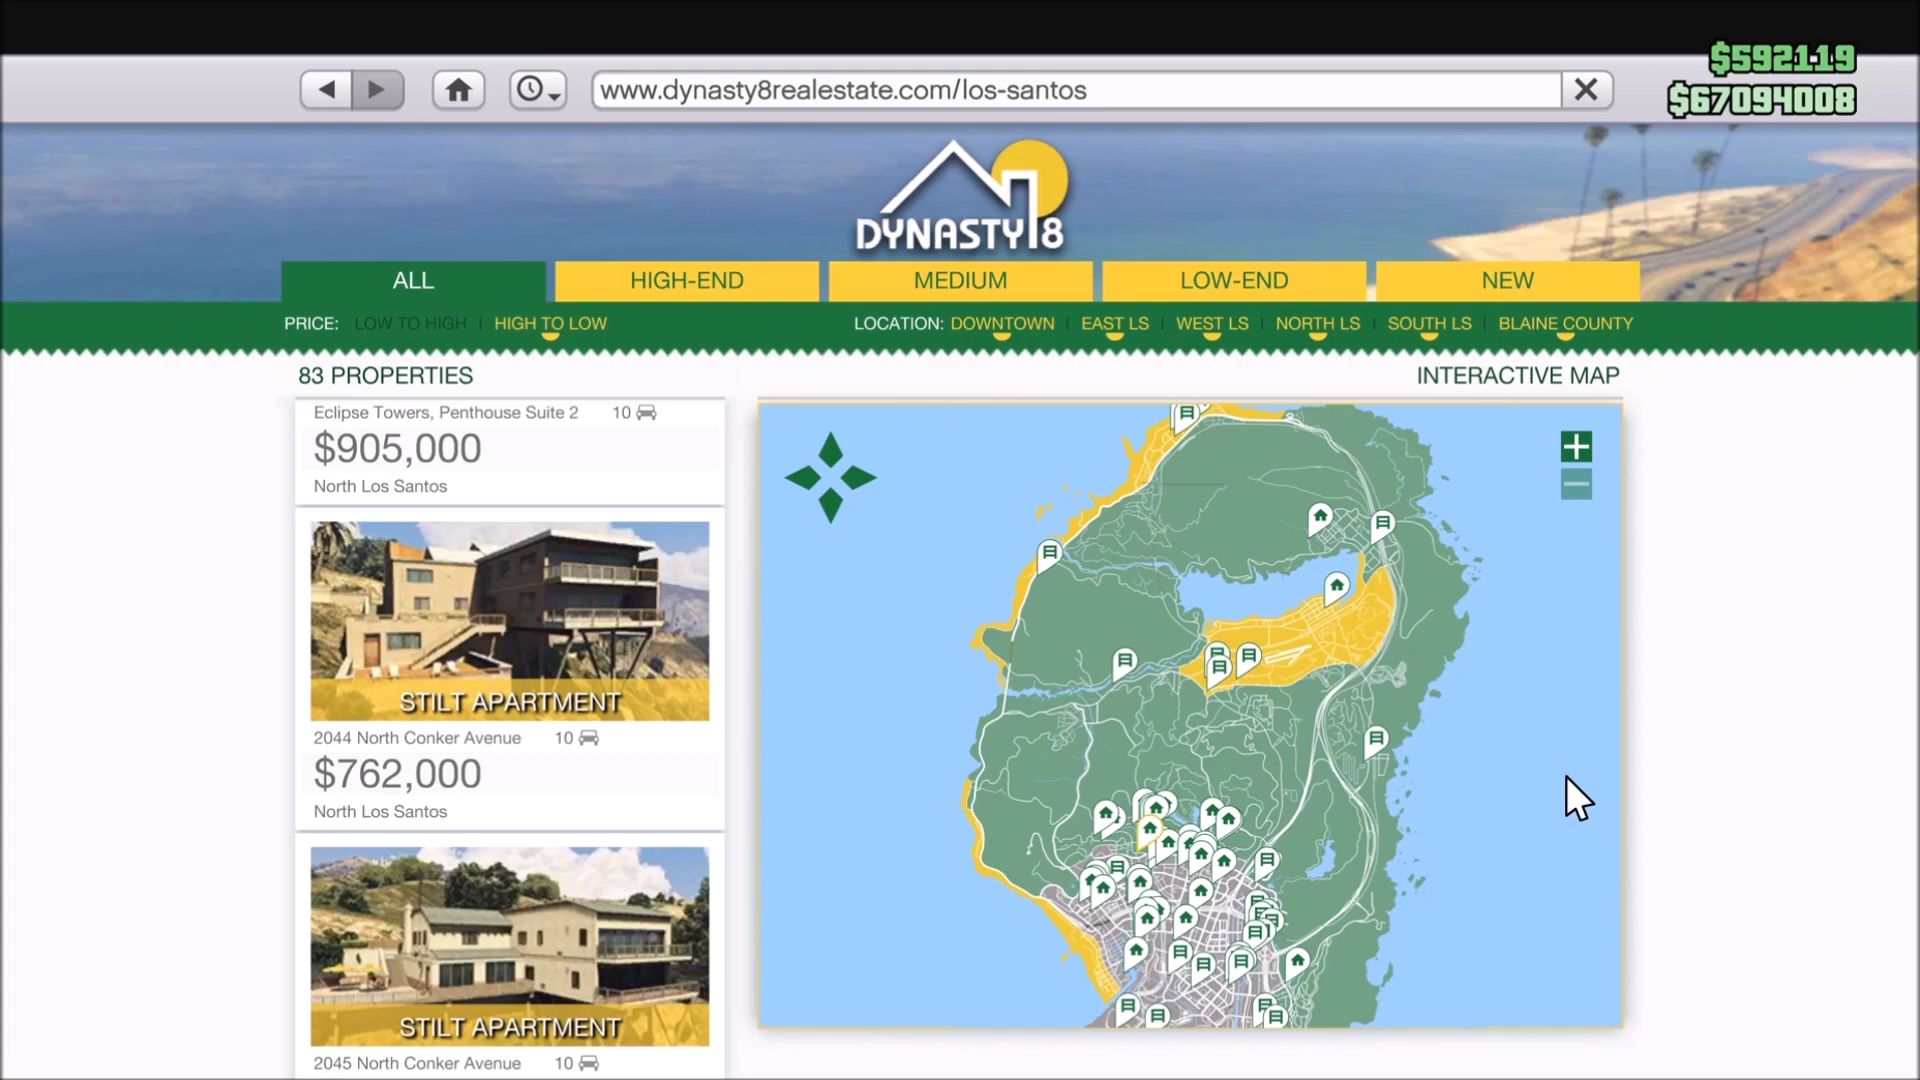 $592119
www.dynasty8realestate.com/los-santos
$67094008
DYNASTY 8
ALL
HIGH-END
MEDIUM
LOW-END
NEW
PRICE: LOW TO HIGH | HIGH TO LOW
LOCATION: DOWNTOWN | EAST LS | WEST LS | NORTH LS | SOUTH LS | BLAINE COUNTY
83 PROPERTIES
INTERACTIVE MAP
Eclipse Towers, Penthouse Suite 2 10
$905,000
North Los Santos
STILT APARTMENT
2044 North Conker Avenue 10
$762,000
North Los Santos
STILT APARTMENT
2045 North Conker Avenue 10